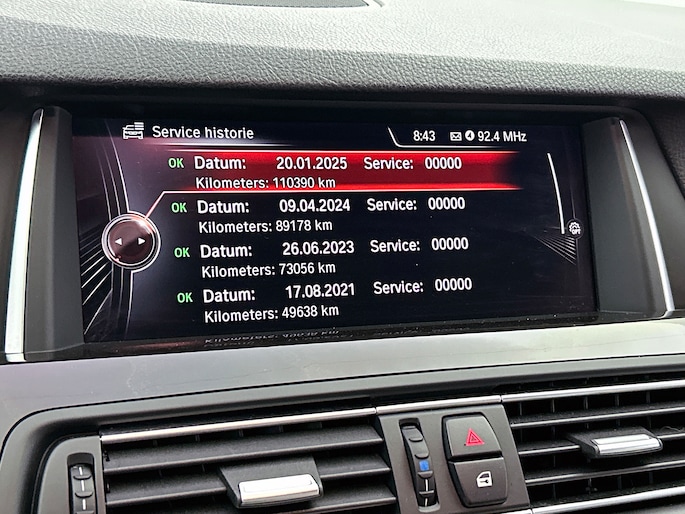 Service historie
8:43 92.4 MHz
OK Datum: 20.01.2025 Service: 00000
Kilometers: 110390 km
OK Datum: 09.04.2024 Service: 00000
Kilometers: 89178 km
OK Datum: 26.06.2023 Service: 00000
Kilometers: 73056 km
OK Datum: 17.08.2021 Service: 00000
Kilometers: 49638 km